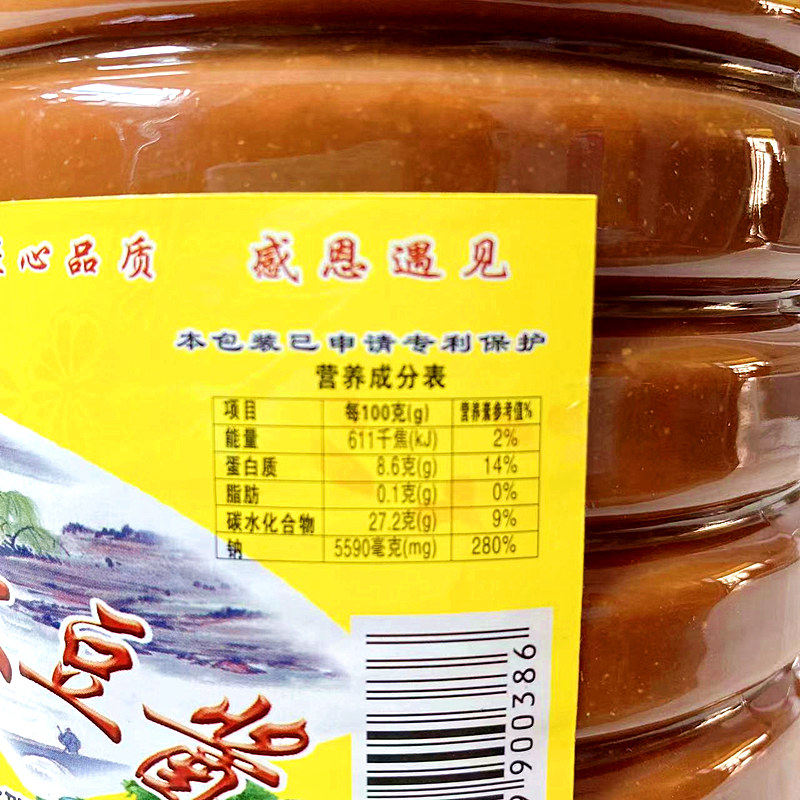 心品质 感恩遇见
本包装已申请专利保护
营养成分表
项目 每100克(g) 营养素参考值%
能量 611千焦(kJ) 2%
蛋白质 8.6克(g) 14%
脂肪 0.1克(g) 0%
碳水化合物 27.2克(g) 9%
钠 5590毫克(mg) 280%
豆酱
900386